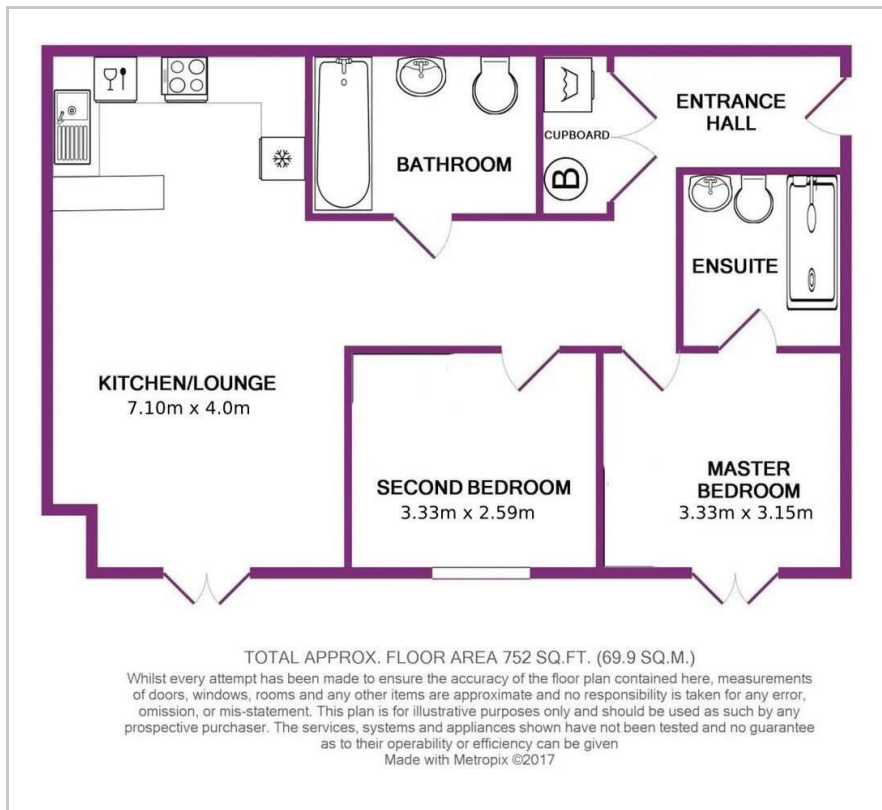 ENTRANCE
HALL
CUPBOARD
BATHROOM
B
ENSUITE
KITCHEN/LOUNGE
7.10m x 4.0m
SECOND BEDROOM
3.33m x 2.59m
MASTER
BEDROOM
3.33m x 3.15m
TOTAL APPROX. FLOOR AREA 752 SQ.FT. (69.9 SQ.M.)
Whilst every attempt has been made to ensure the accuracy of the floor plan contained here, measurements
of doors, windows, rooms and any other items are approximate and no responsibility is taken for any error,
omission, or mis-statement. This plan is for illustrative purposes only and should be used as such by any
prospective purchaser. The services, systems and appliances shown have not been tested and no guarantee
as to their operability or efficiency can be given
Made with Metropix ©2017